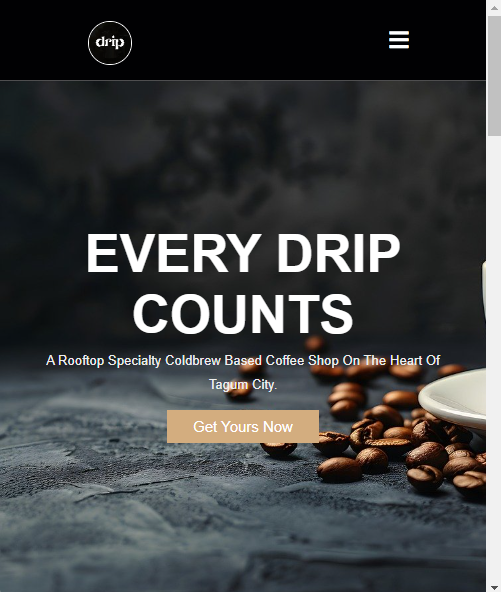 drip
EVERY DRIP
COUNTS
A Rooftop Specialty Coldbrew Based Coffee Shop On The Heart Of
Tagum City.
Get Yours Now